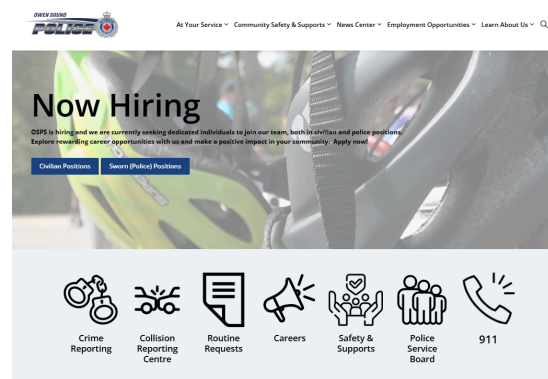 OWEN SOUND
POLICE
At Your Service
Community Safety & Supports
News Center
Employment Opportunities
Learn About Us
Now Hiring
OSPS is hiring and we are currently seeking dedicated individuals to join our team, both in civilian and police positions.
Explore rewarding career opportunities with us and make a positive impact in your community. Apply now!
Civilian Positions
Sworn (Police) Positions
Crime
Reporting
Collision
Reporting
Centre
Routine
Requests
Careers
Safety &
Supports
Police
Service
Board
911